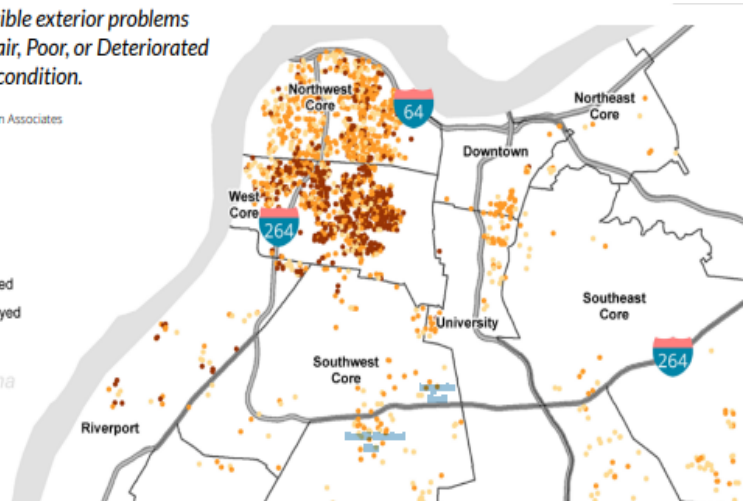 ible exterior problems
air, Poor, or Deteriorated
condition.
n Associates
Northwest
Core
64
Northeast
Core
Downtown
West
Core
264
ed
yed
Southeast
Core
University
264
Southwest
Core
na
Riverport